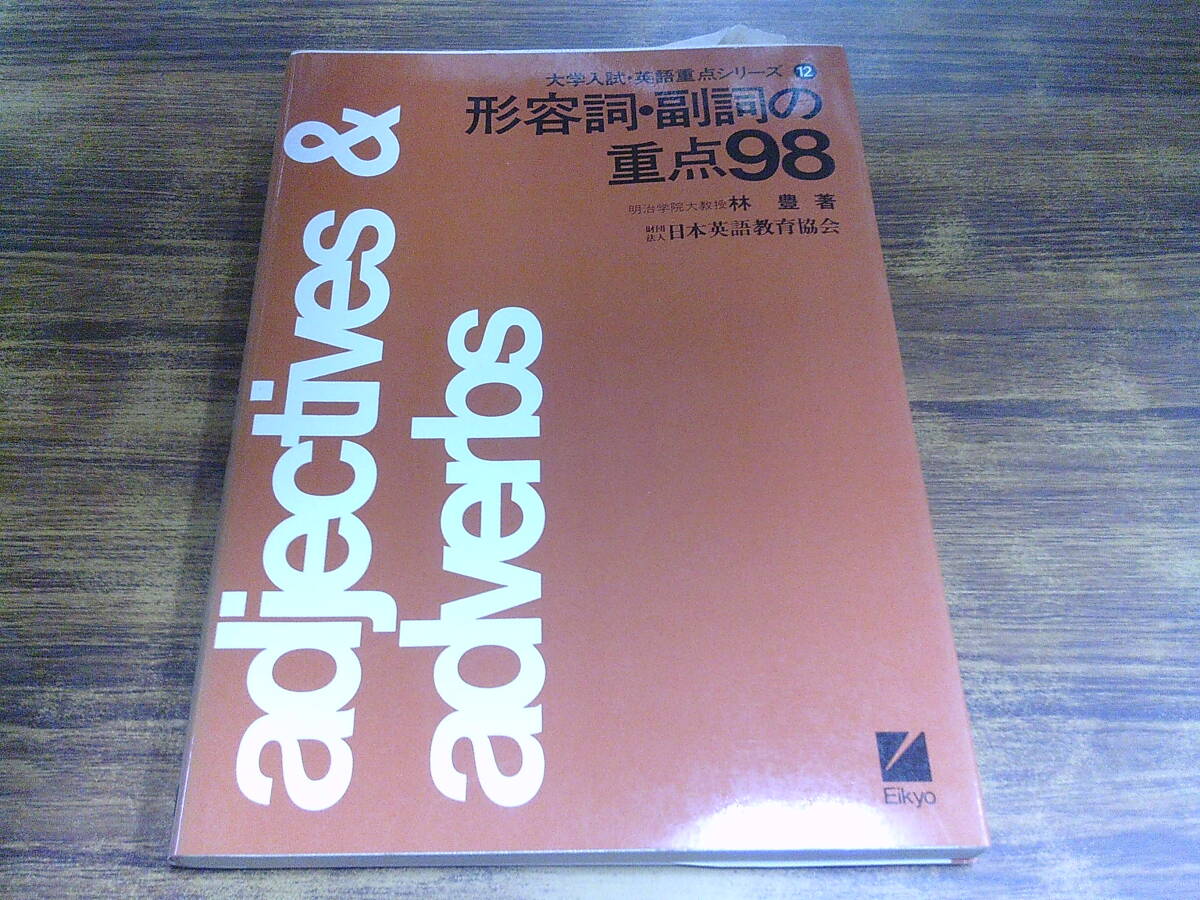 大学入試・英語重点シリーズ 12
形容詞・副詞の
重点98
明治学院大教授 林 豊 著
財団法人 日本英語教育協会
adjectives &
adverbs
Eikyo